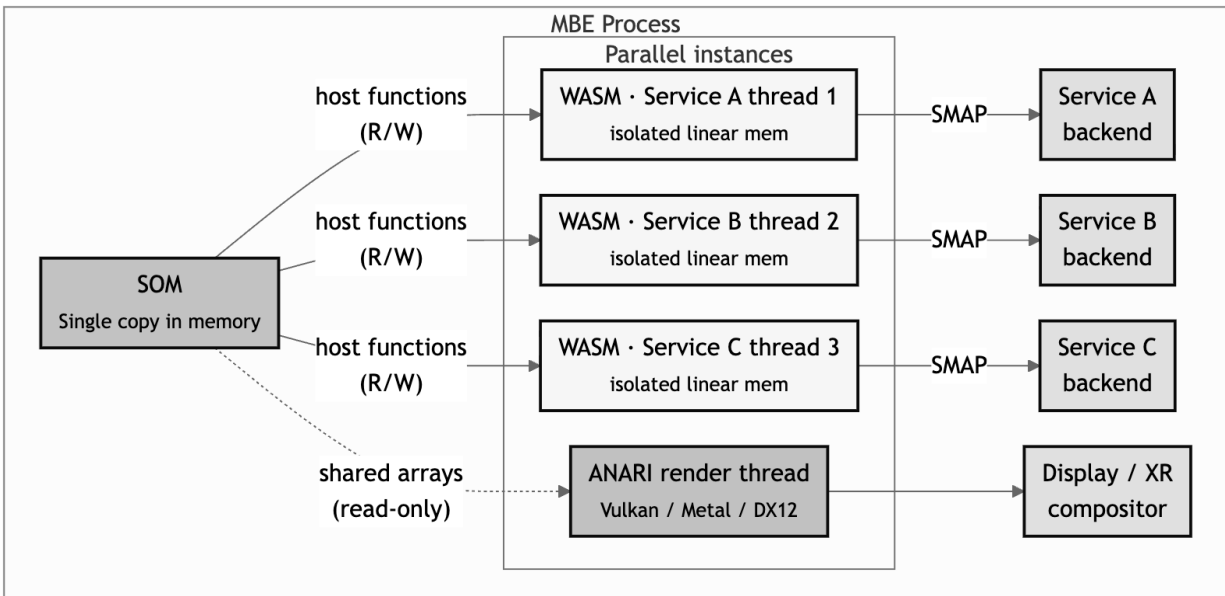 MBE Process
Parallel instances
host functions
(R/W)
WASM · Service A thread 1
isolated linear mem
SMAP
Service A
backend
host functions
(R/W)
WASM · Service B thread 2
isolated linear mem
SMAP
Service B
backend
SOM
Single copy in memory
host functions
(R/W)
WASM · Service C thread 3
isolated linear mem
SMAP
Service C
backend
shared arrays
(read-only)
ANARI render thread
Vulkan / Metal / DX12
Display / XR
compositor